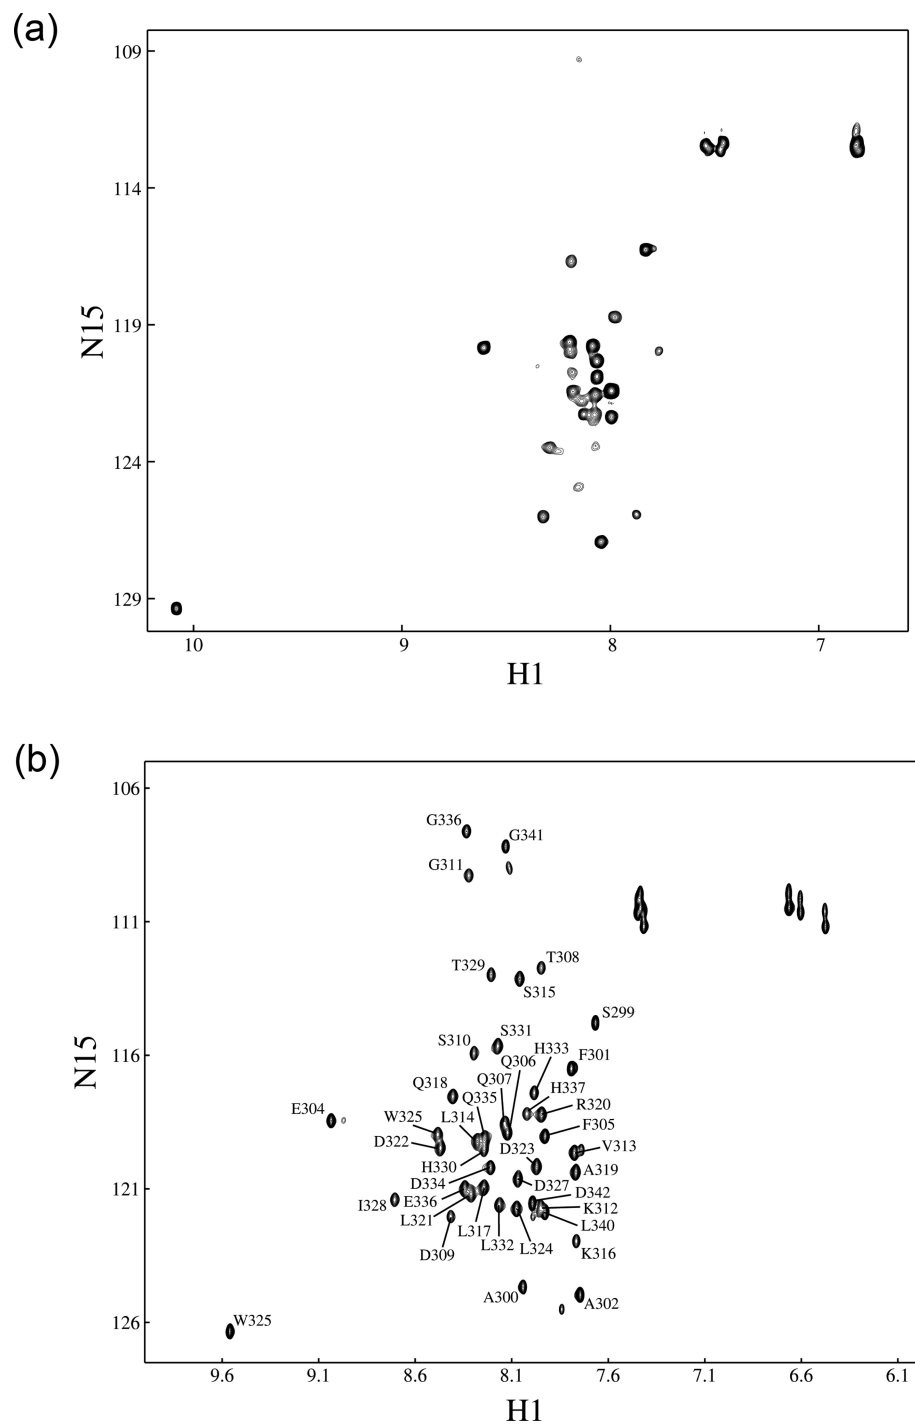 (a)
109
114
119
124
129
N15
10
9
8
7
H1
(b)
106
111
116
121
126
N15
G336
G341
G311
T308
T329
S315
S299
S331
S310
H333
Q306
F301
Q307
H337
Q318
Q335
E304
R320
W325
L314
F305
D322
D323
V313
H330
A319
D334
D327
E336
D342
I328
K312
L321
L340
L317
L332
L324
K316
D309
A300
A302
W325
9.6
9.1
8.6
8.1
7.6
7.1
6.6
6.1
H1